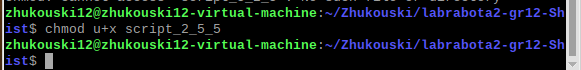 zhukouski12@zhukouski12-virtual-machine:~/Zhukouski/labrabota2-gr12-Sh
ist$ chmod u+x script_2_5_5
zhukouski12@zhukouski12-virtual-machine:~/Zhukouski/labrabota2-gr12-Sh
ist$